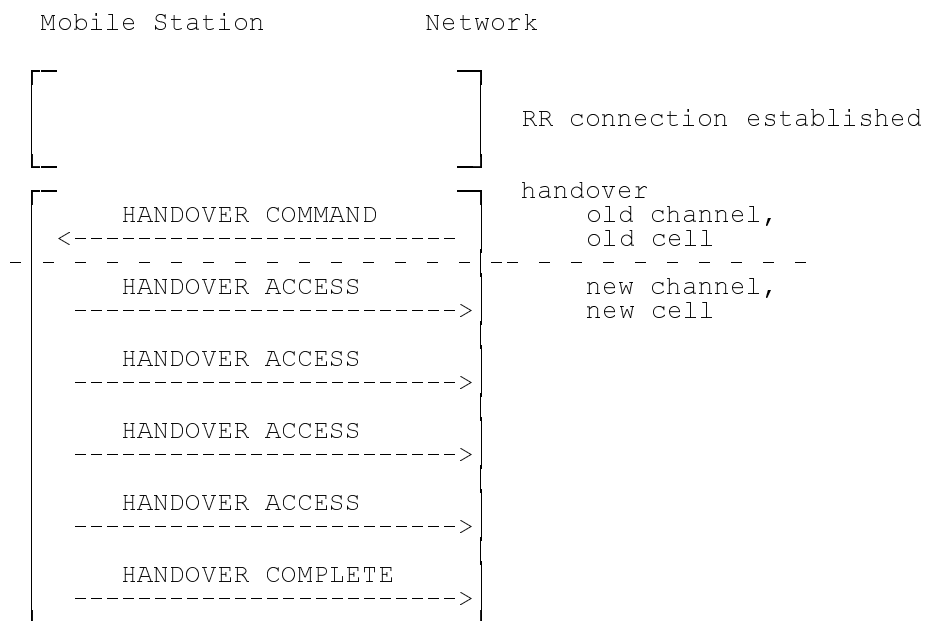 Mobile Station Network
RR connection established
handover
HANDOVER COMMAND old channel,
<------------------------ old cell
HANDOVER ACCESS new channel,
------------------------> new cell
HANDOVER ACCESS
------------------------>
HANDOVER ACCESS
------------------------>
HANDOVER ACCESS
------------------------>
HANDOVER COMPLETE
------------------------>